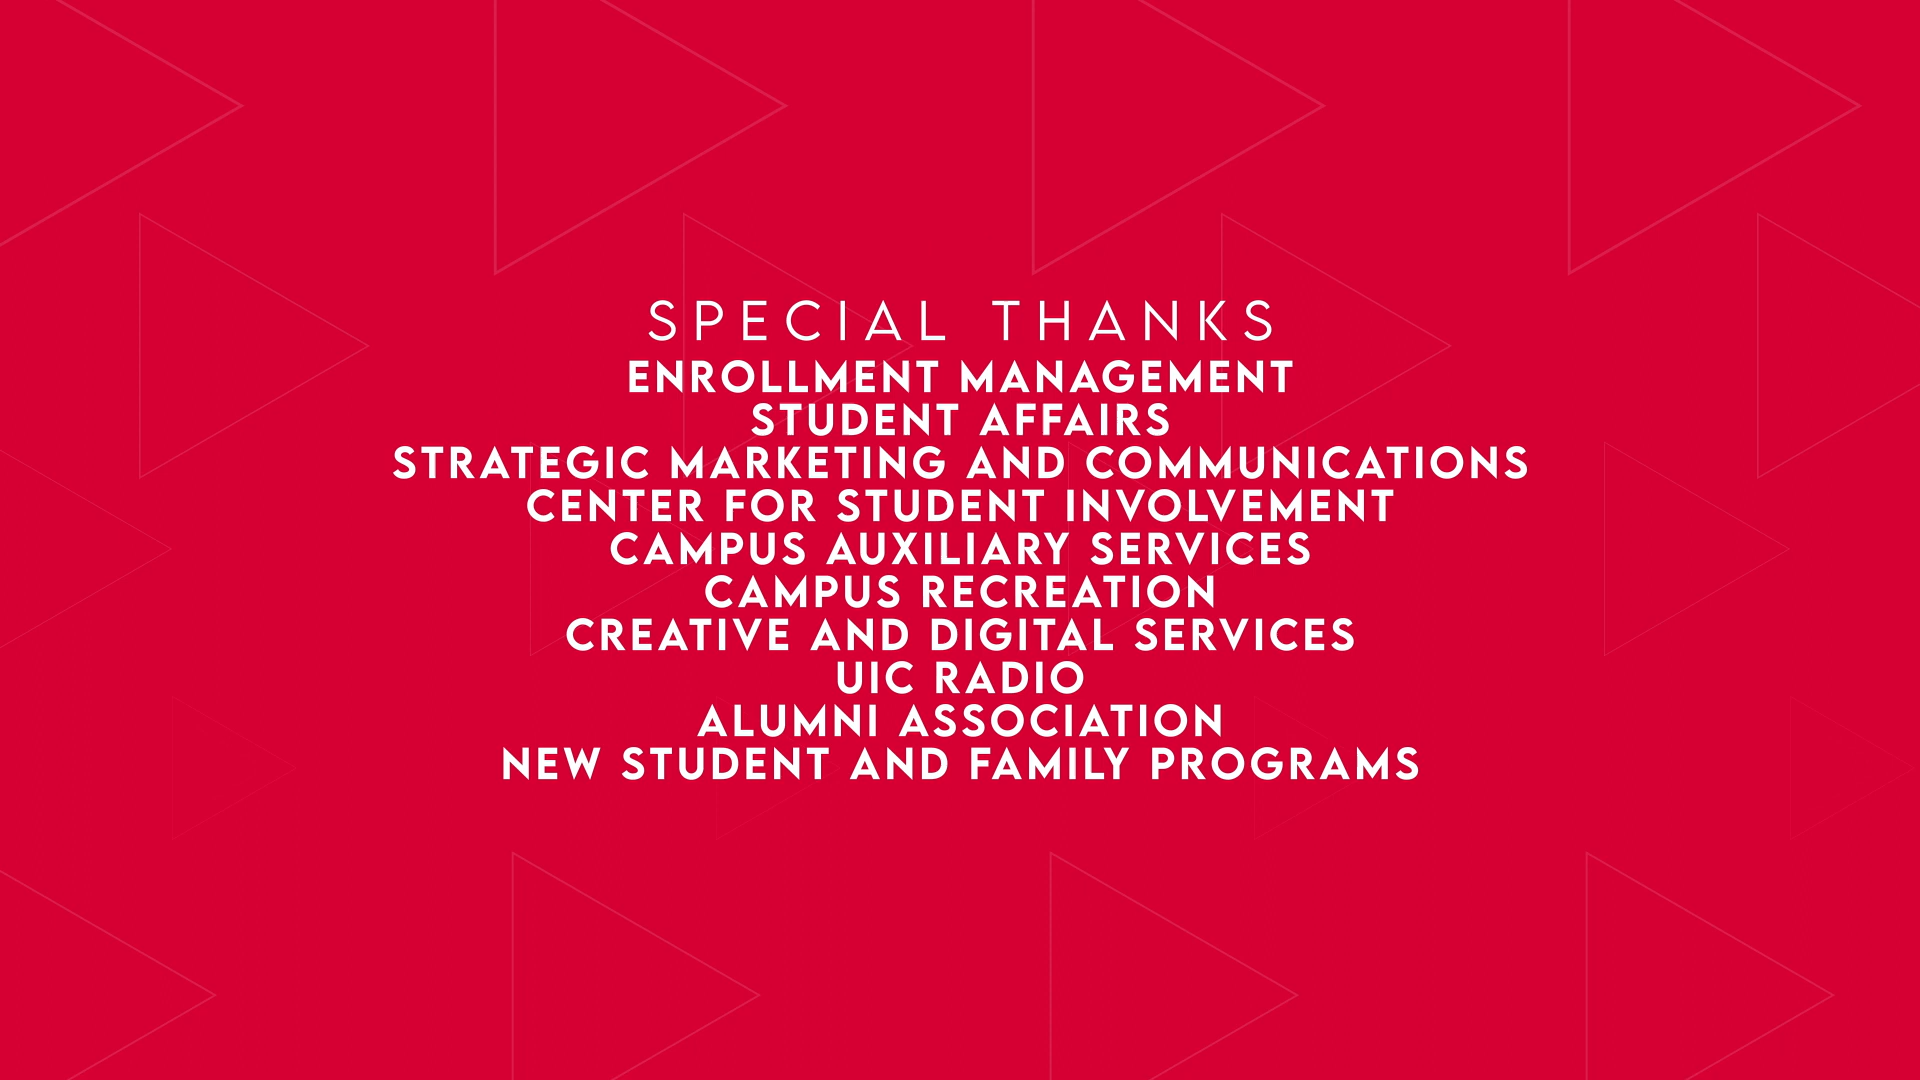 SPECIAL THANKS
ENROLLMENT MANAGEMENT
STUDENT AFFAIRS
STRATEGIC MARKETING AND COMMUNICATIONS
CENTER FOR STUDENT INVOLVEMENT
CAMPUS AUXILIARY SERVICES
CAMPUS RECREATION
CREATIVE AND DIGITAL SERVICES
UIC RADIO
ALUMNI ASSOCIATION
NEW STUDENT AND FAMILY PROGRAMS